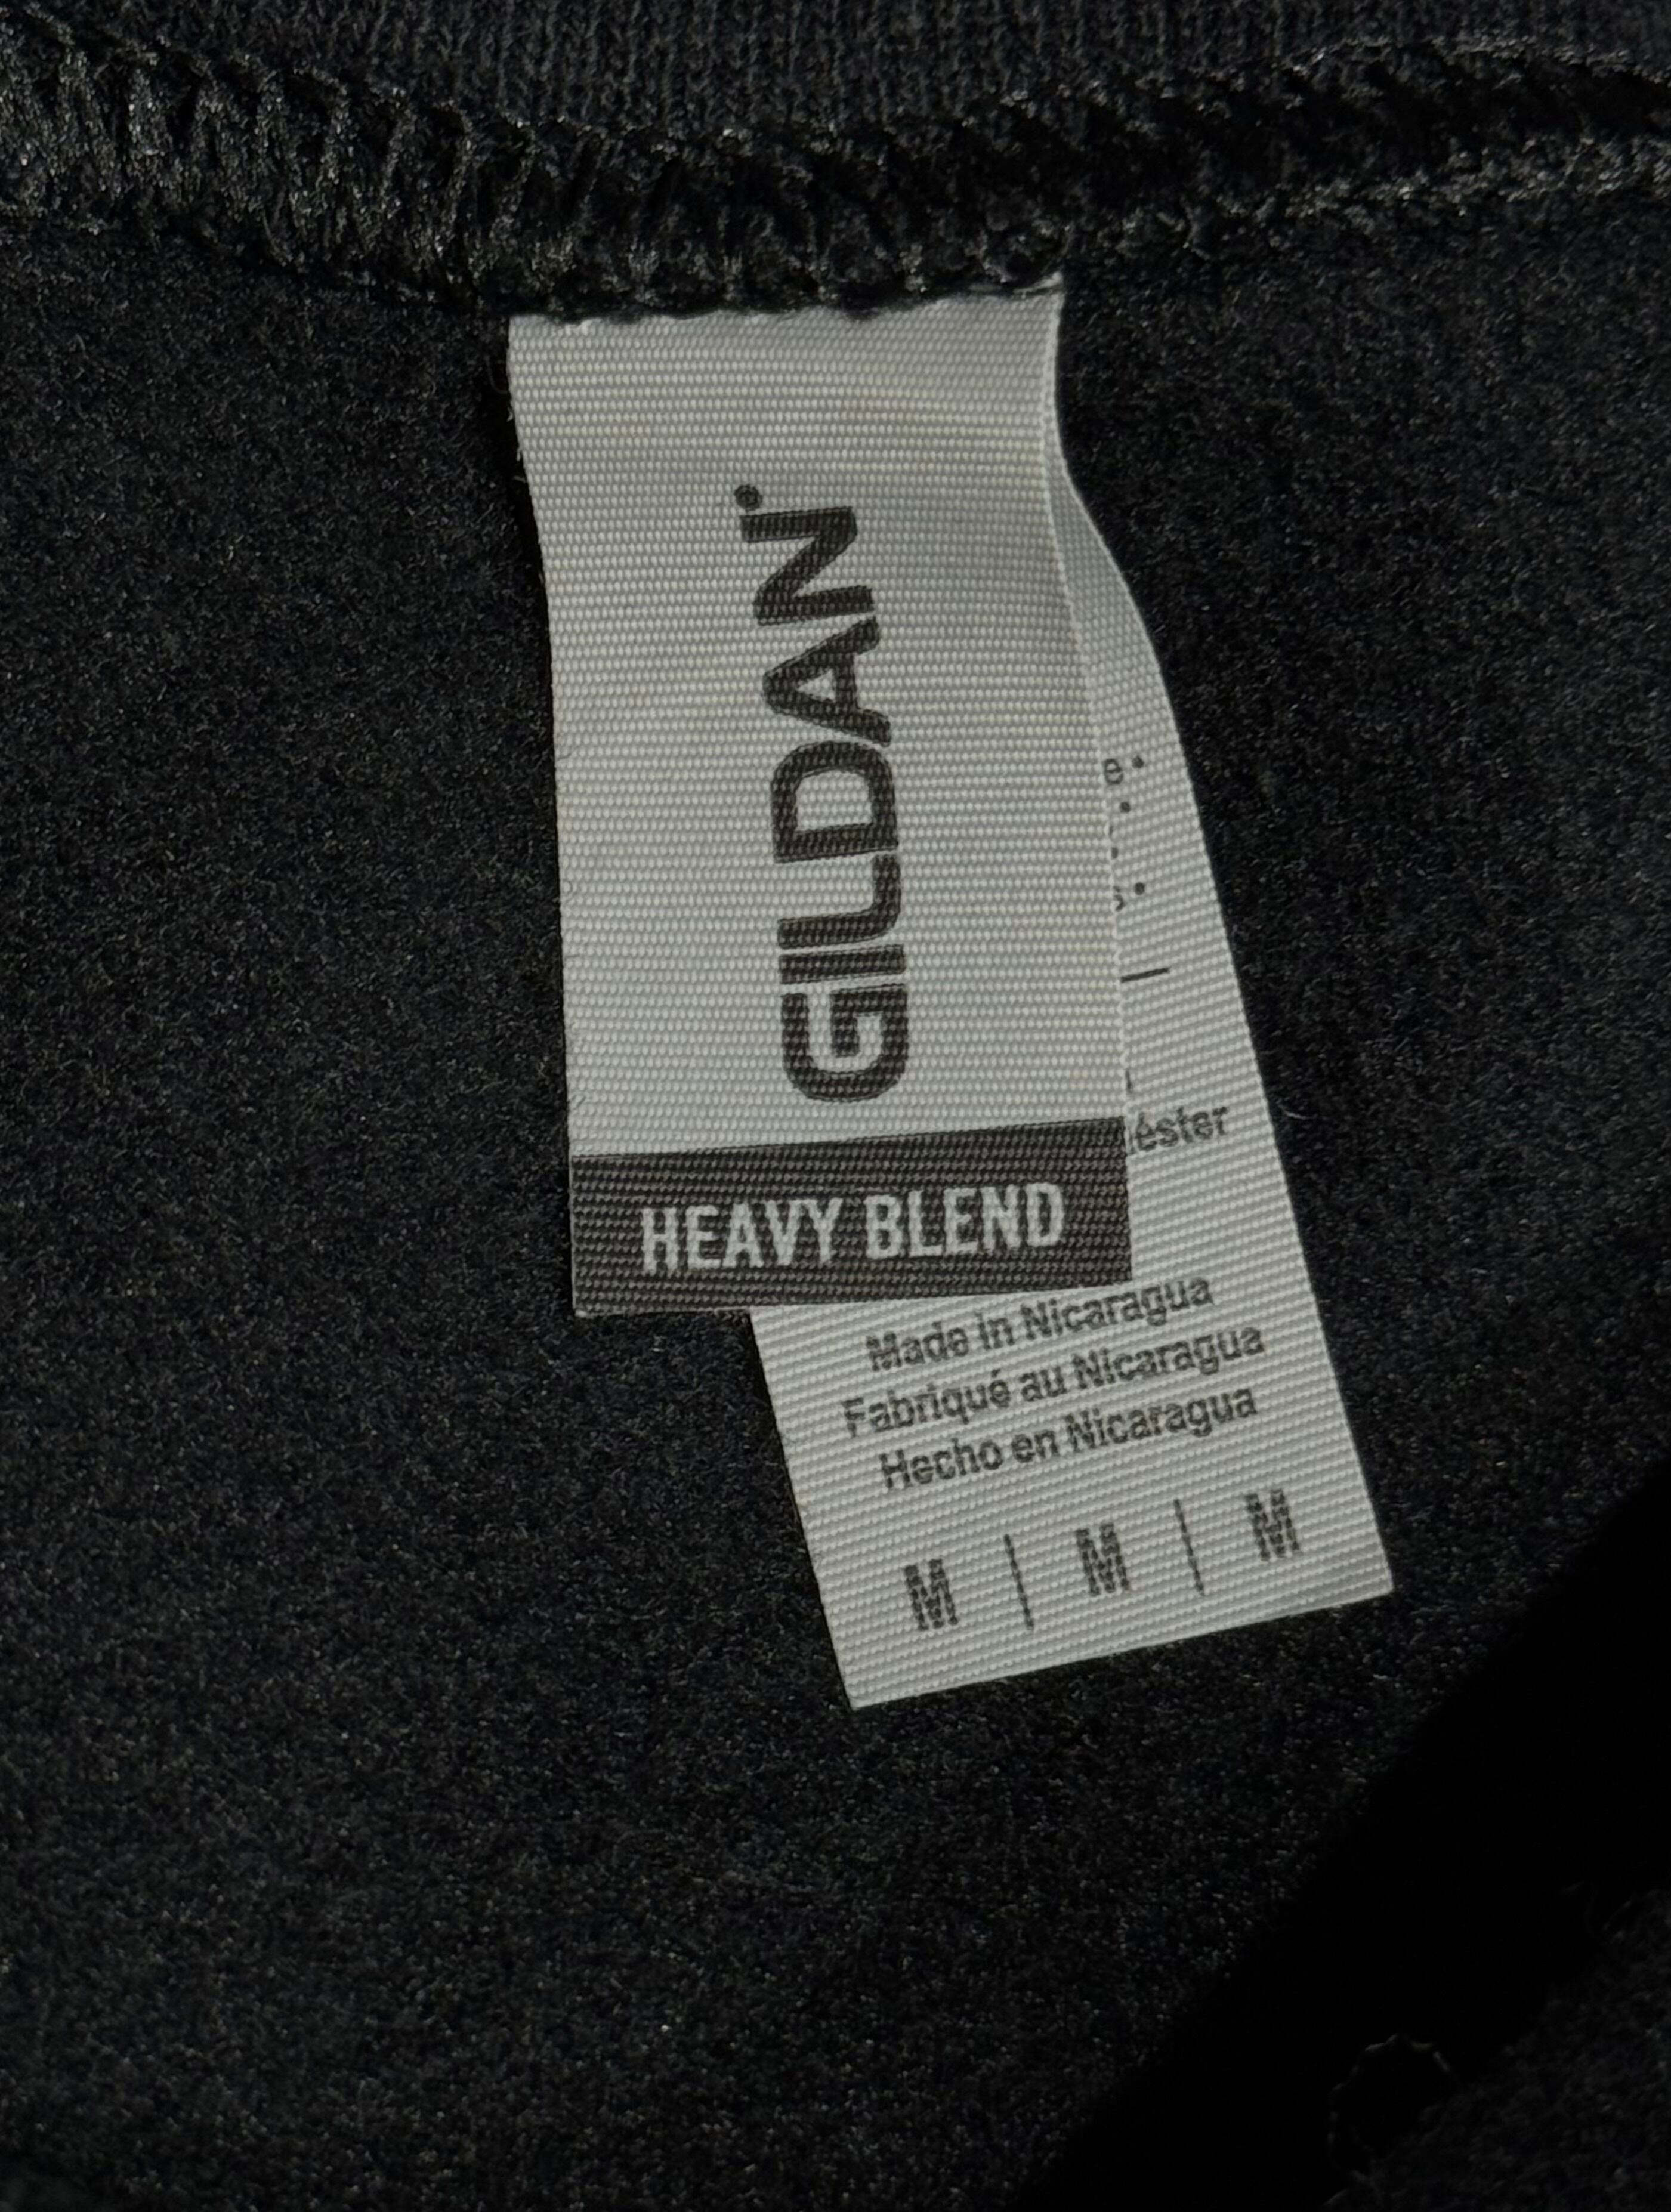 GILDAN
HEAVY BLEND
Made in Nicaragua
Fabriqué au Nicaragua
Hecho en Nicaragua
M | M | M